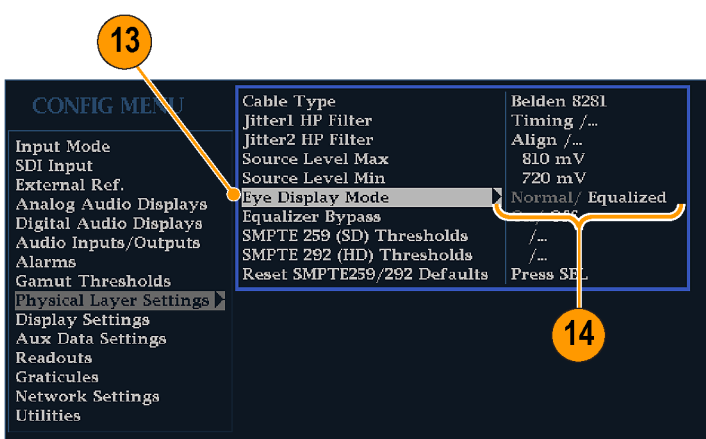 13
CONFIG MENU
Input Mode
SDI Input
External Ref.
Analog Audio Displays
Digital Audio Displays
Audio Inputs/Outputs
Alarms
Gamut Thresholds
Physical Layer Settings
Display Settings
Aux Data Settings
Readouts
Graticules
Network Settings
Utilities
Cable Type Belden 8281
Jitter1 HP Filter Timing /...
Jitter2 HP Filter Align /...
Source Level Max 810 mV
Source Level Min 720 mV
Eye Display Mode Normal/ Equalized
Equalizer Bypass On/ Off
SMPTE 259 (SD) Thresholds /...
SMPTE 292 (HD) Thresholds /...
Reset SMPTE259/292 Defaults Press SEL
14